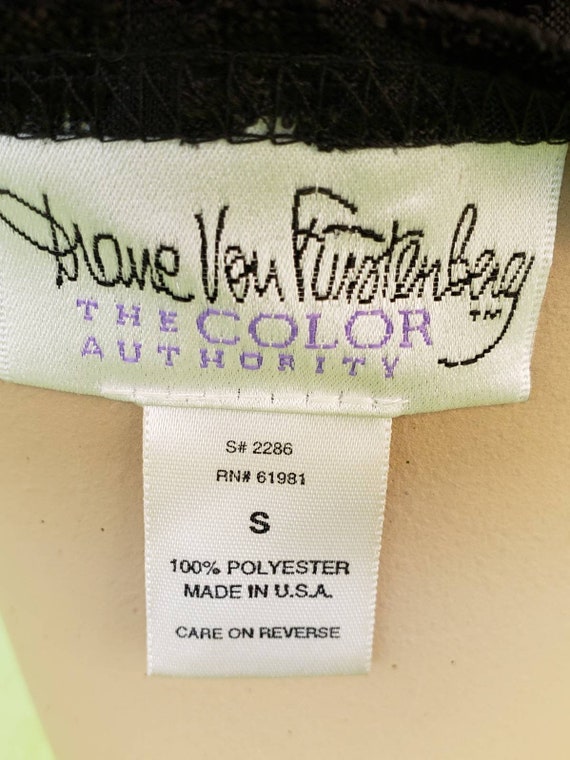 Diane Von Furstenberg
TM
THE COLOR
AUTHORITY
S# 2286
RN# 61981
S
100% POLYESTER
MADE IN U.S.A.
CARE ON REVERSE